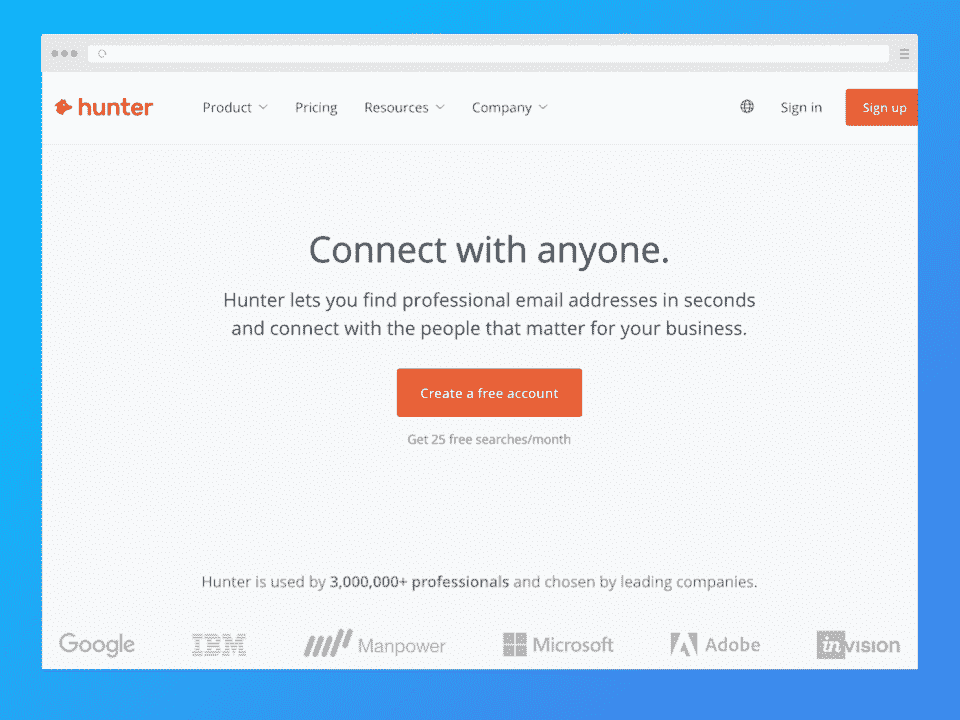 hunter Product Pricing Resources Company Sign in Sign up
Connect with anyone.
Hunter lets you find professional email addresses in seconds
and connect with the people that matter for your business.
Create a free account
Get 25 free searches/month
Hunter is used by 3,000,000+ professionals and chosen by leading companies.
Google IBM Manpower Microsoft Adobe invision